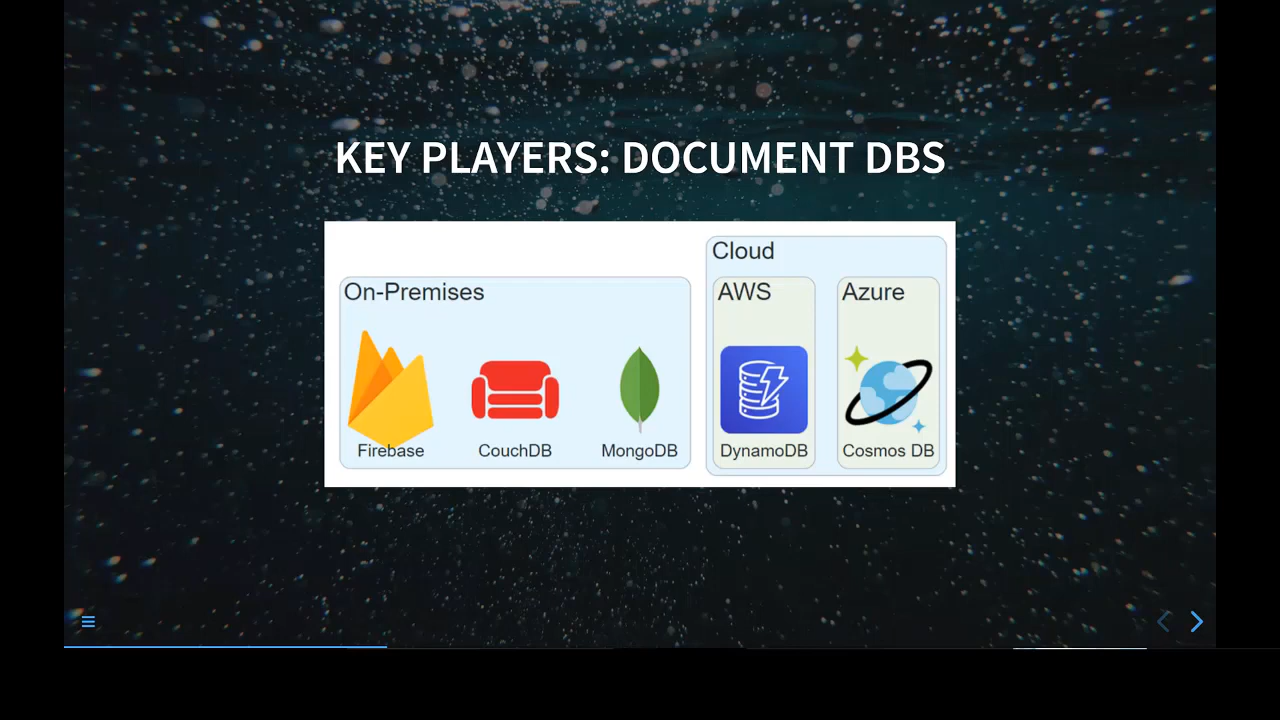 KEY PLAYERS: DOCUMENT DBS
Cloud
On-Premises
AWS
Azure
Firebase
CouchDB
MongoDB
DynamoDB
Cosmos DB